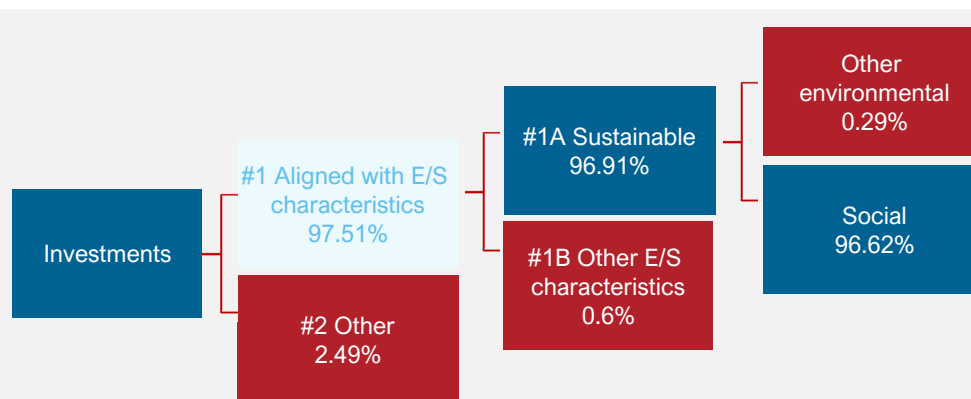 Investments
#1 Aligned with E/S
characteristics
97.51%
#2 Other
2.49%
#1A Sustainable
96.91%
#1B Other E/S
characteristics
0.6%
Other
environmental
0.29%
Social
96.62%